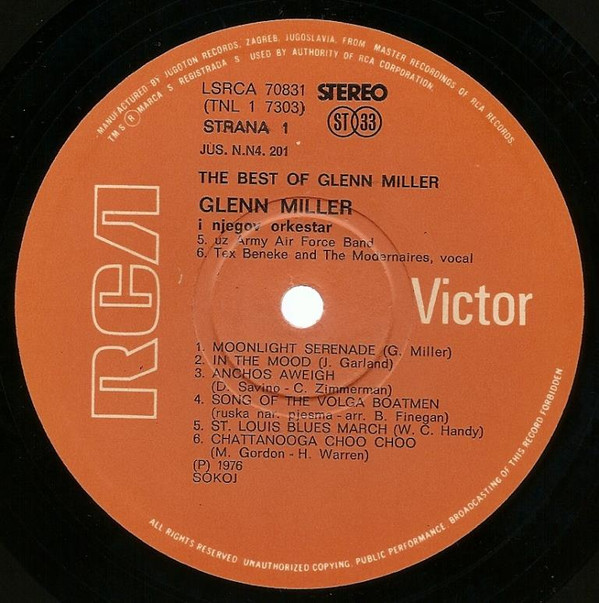 MANUFACTURED BY JUGOTON RECORDS, ZAGREB, JUGOSLAVIA, FROM MASTER RECORDINGS OF RCA RECORDS.
TM·S ® MARCA S REGISTRADA S USED BY AUTHORITY OF RCA CORPORATION.
LSRCA 70831 STEREO
(TNL 1 7303)
STRANA 1 ST 33
JUS. N.N4. 201
THE BEST OF GLENN MILLER
GLENN MILLER
i njegov orkestar
5. uz Army Air Force Band
6. Tex Beneke and The Modernaires, vocal
RCA
Victor
1. MOONLIGHT SERENADE (G. Miller)
2. IN THE MOOD (J. Garland)
3. ANCHOS AWEIGH
(D. Savino - C. Zimmerman)
4. SONG OF THE VOLGA BOATMEN
(ruska nar. pjesma - arr. B. Finegan)
5. ST. LOUIS BLUES MARCH (W. C. Handy)
6. CHATTANOOGA CHOO CHOO
(M. Gordon - H. Warren)
(P) 1976
SOKOJ
ALL RIGHTS RESERVED. UNAUTHORIZED COPYING, PUBLIC PERFORMANCE, BROADCASTING OF THIS RECORD FORBIDDEN